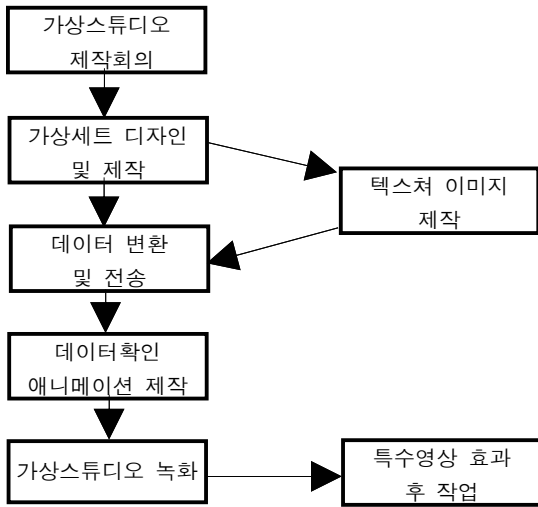 가상스튜디오
제작회의
가상세트 디자인
및 제작
텍스쳐 이미지
제작
데이터 변환
및 전송
데이터확인
애니메이션 제작
가상스튜디오 녹화
특수영상 효과
후 작업